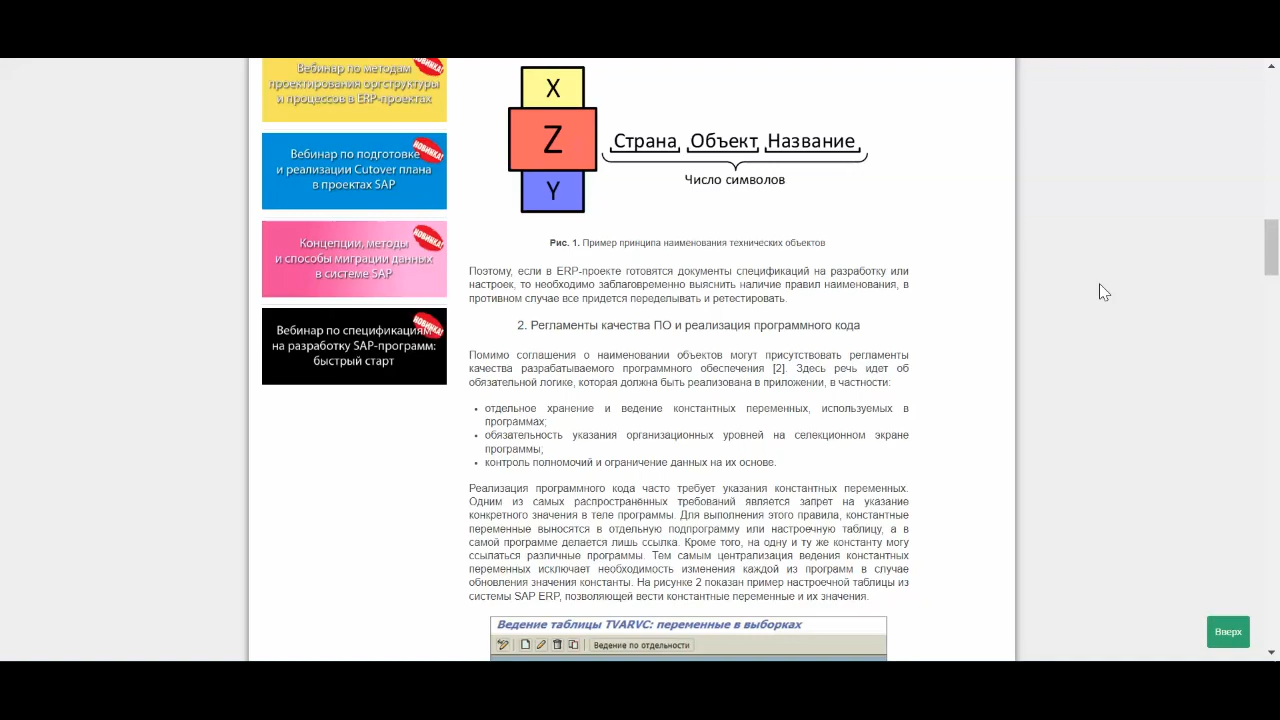 Вебинар по методам
проектирования оргструктуры
и процессов в ERP-проектах
НОВИНКА!
Вебинар по подготовке
и реализации Cutover плана
в проектах SAP
НОВИНКА!
Концепции, методы
и способы миграции данных
в системе SAP
НОВИНКА!
Вебинар по спецификациям
на разработку SAP-программ:
быстрый старт
НОВИНКА!
X
Z
Y
Страна Объект Название
Число символов
Рис. 1. Пример принципа наименования технических объектов
Поэтому, если в ERP-проекте готовятся документы спецификаций на разработку или
настроек, то необходимо заблаговременно выяснить наличие правил наименования, в
противном случае все придется переделывать и ретестировать.
2. Регламенты качества ПО и реализация программного кода
Помимо соглашения о наименовании объектов могут присутствовать регламенты
качества разрабатываемого программного обеспечения [2]. Здесь речь идет об
обязательной логике, которая должна быть реализована в приложении, в частности:
• отдельное хранение и ведение константных переменных, используемых в
программах;
• обязательность указания организационных уровней на селекционном экране
программы;
• контроль полномочий и ограничение данных на их основе.
Реализация программного кода часто требует указания константных переменных.
Одним из самых распространённых требований является запрет на указание
конкретного значения в теле программы. Для выполнения этого правила, константные
переменные выносятся в отдельную подпрограмму или настроечную таблицу, а в
самой программе делается лишь ссылка. Кроме того, на одну и ту же константу могу
ссылаться различные программы. Тем самым централизация ведения константных
переменных исключает необходимость изменения каждой из программ в случае
обновления значения константы. На рисунке 2 показан пример настроечной таблицы из
системы SAP ERP, позволяющей вести константные переменные и их значения.
Ведение таблицы TVARVC: переменные в выборках
Ведение по отдельности
Вверх